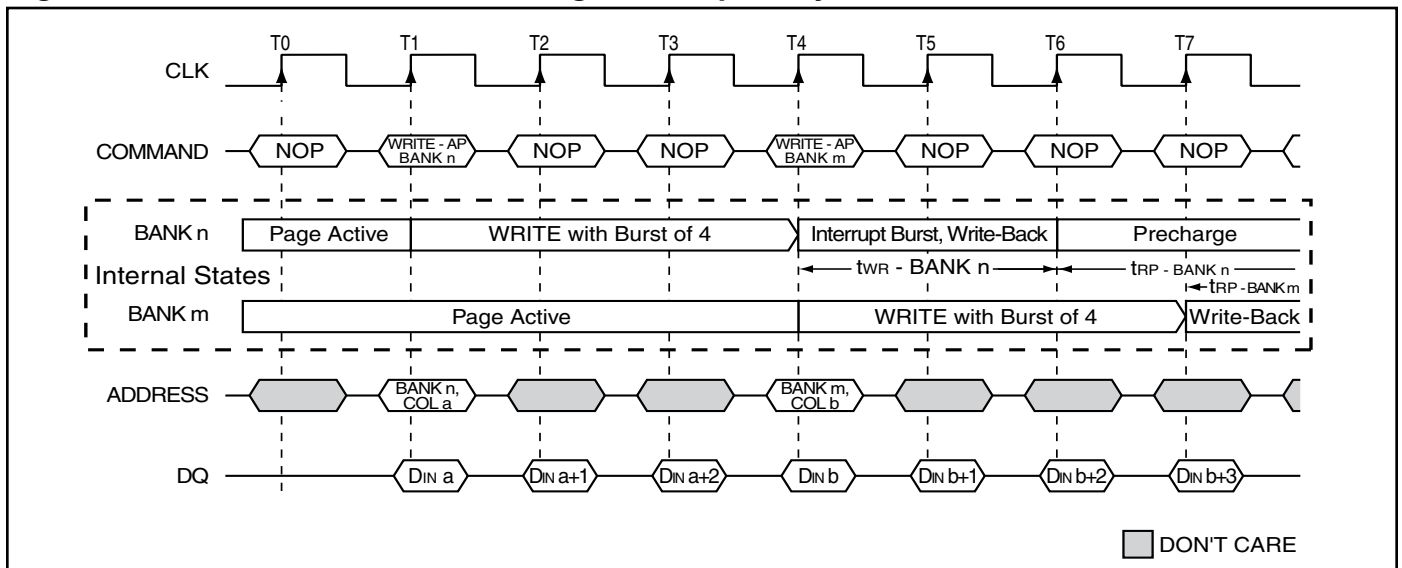 T0 T1 T2 T3 T4 T5 T6 T7
CLK
COMMAND NOP WRITE - AP BANK n NOP NOP WRITE - AP BANK m NOP NOP NOP
BANK n Page Active WRITE with Burst of 4 Interrupt Burst, Write-Back Precharge
tWR - BANK n tRP - BANK n
Internal States
tRP - BANK m
BANK m Page Active WRITE with Burst of 4 Write-Back
ADDRESS BANK n, COL a BANK m, COL b
DQ DIN a DIN a+1 DIN a+2 DIN b DIN b+1 DIN b+2 DIN b+3
DON'T CARE